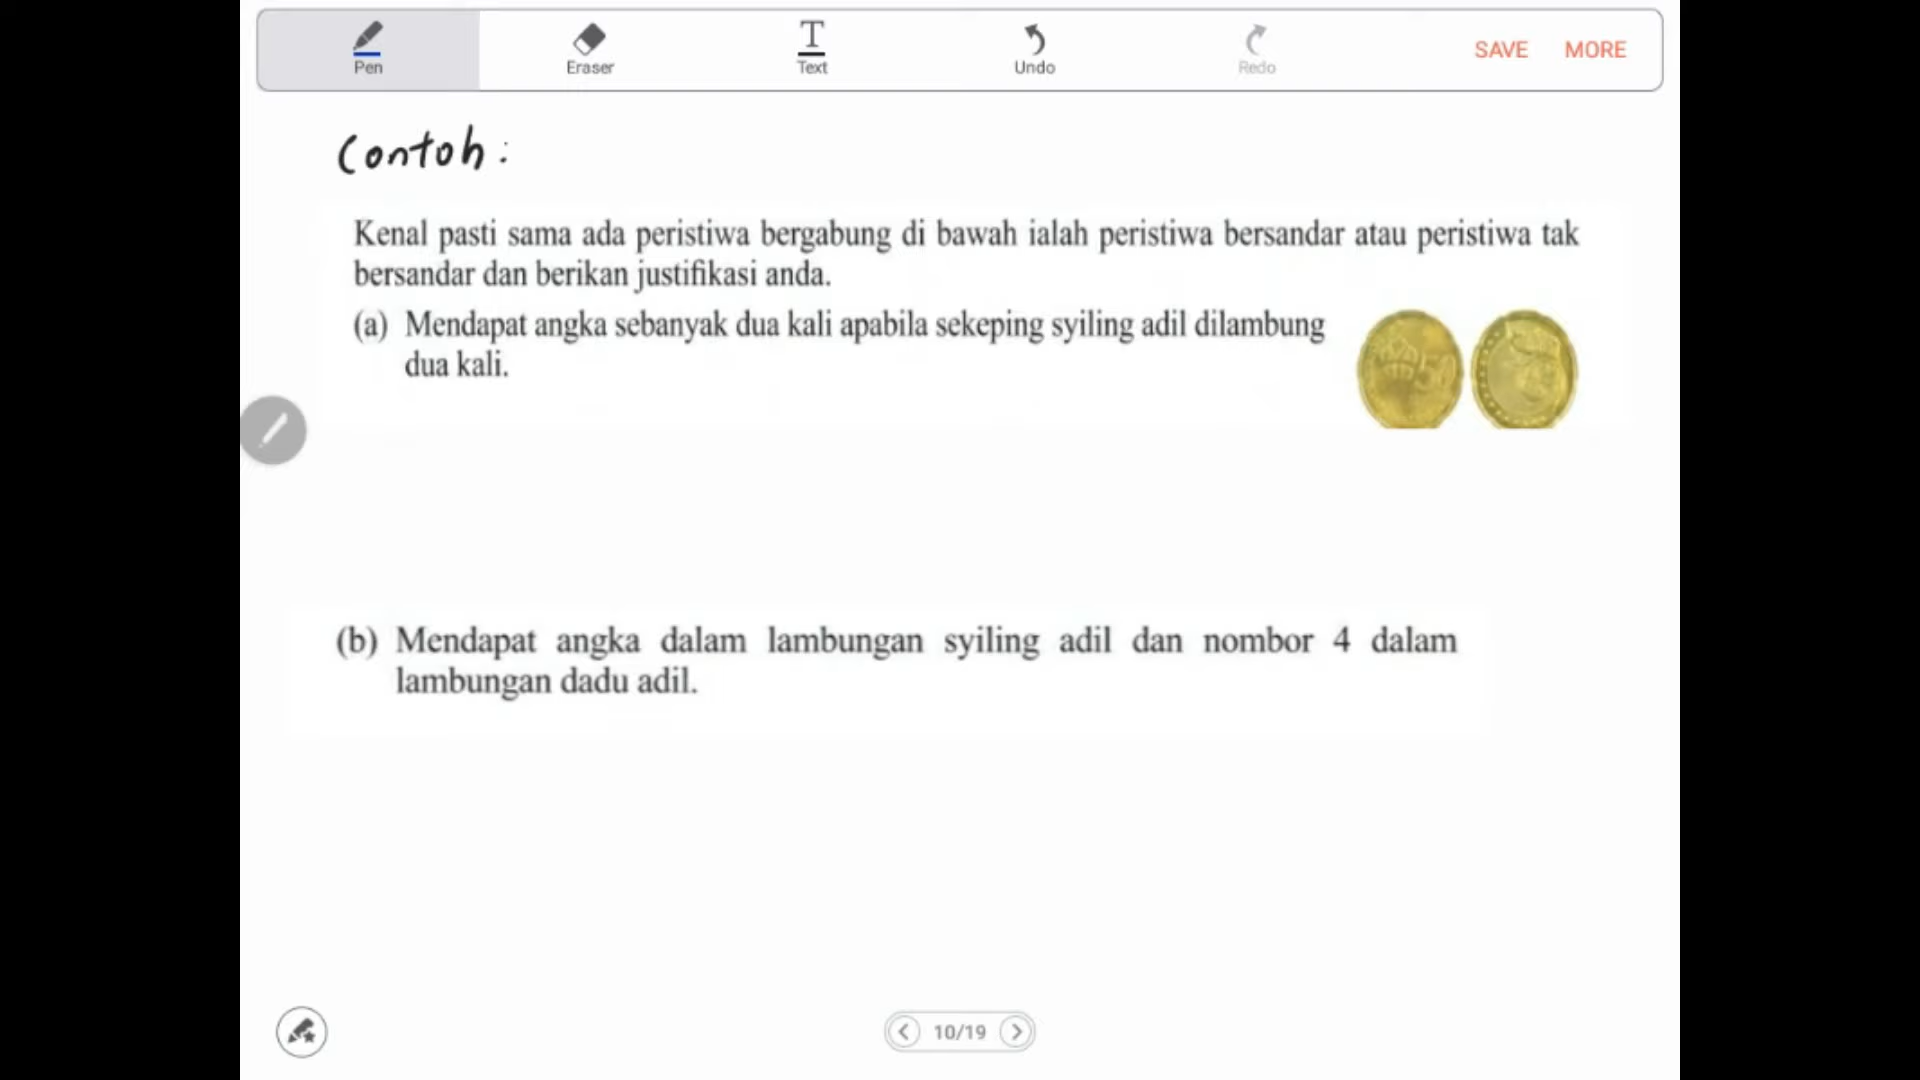 Pen
Eraser
T
Text
Undo
Redo
SAVE
MORE
Contoh :
Kenal pasti sama ada peristiwa bergabung di bawah ialah peristiwa bersandar atau peristiwa tak
bersandar dan berikan justifikasi anda.
(a) Mendapat angka sebanyak dua kali apabila sekeping syiling adil dilambung
dua kali.
50
(b) Mendapat angka dalam lambungan syiling adil dan nombor 4 dalam
lambungan dadu adil.
10/19